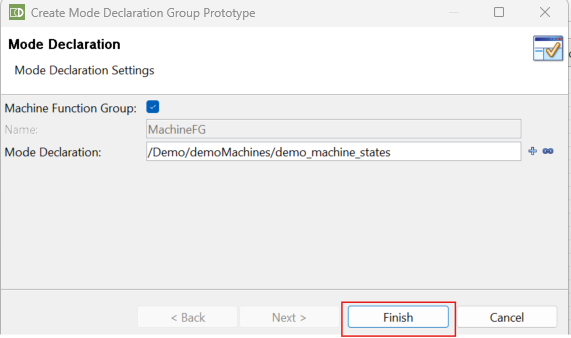 Create Mode Declaration Group Prototype
Mode Declaration
Mode Declaration Settings
Machine Function Group:
Name: MachineFG
Mode Declaration: /Demo/demoMachines/demo_machine_states
< Back Next > Finish Cancel